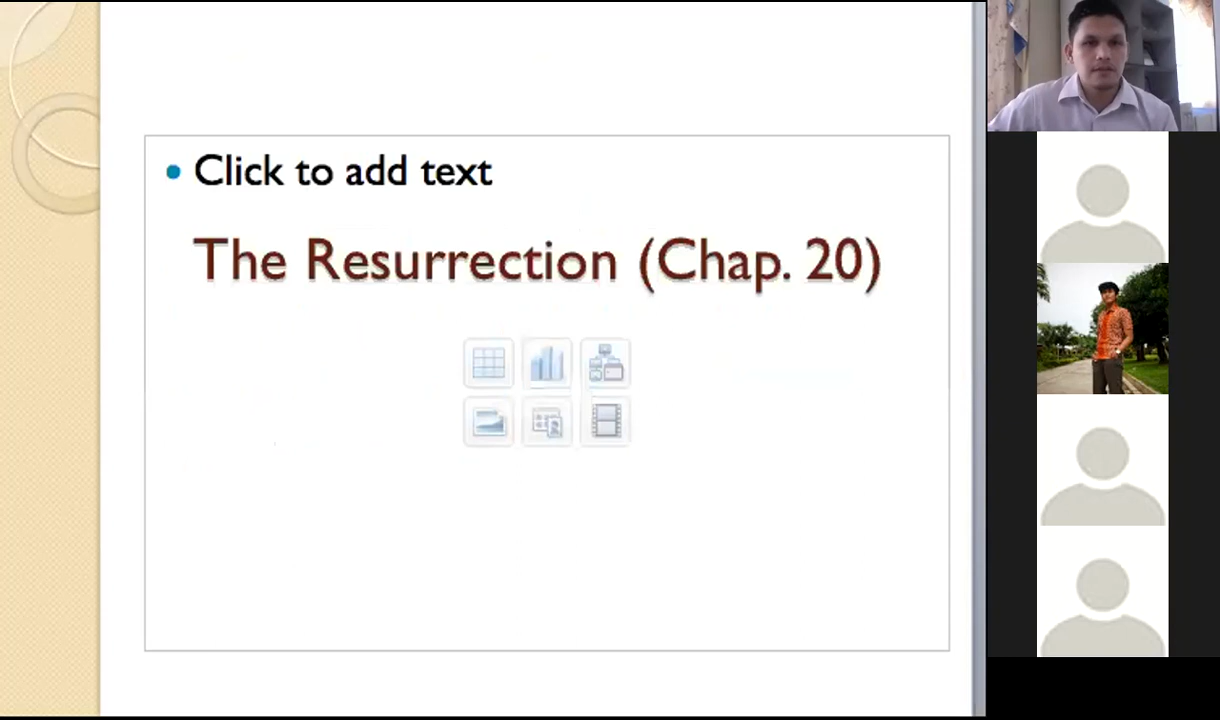 Click to add text
The Resurrection (Chap. 20)